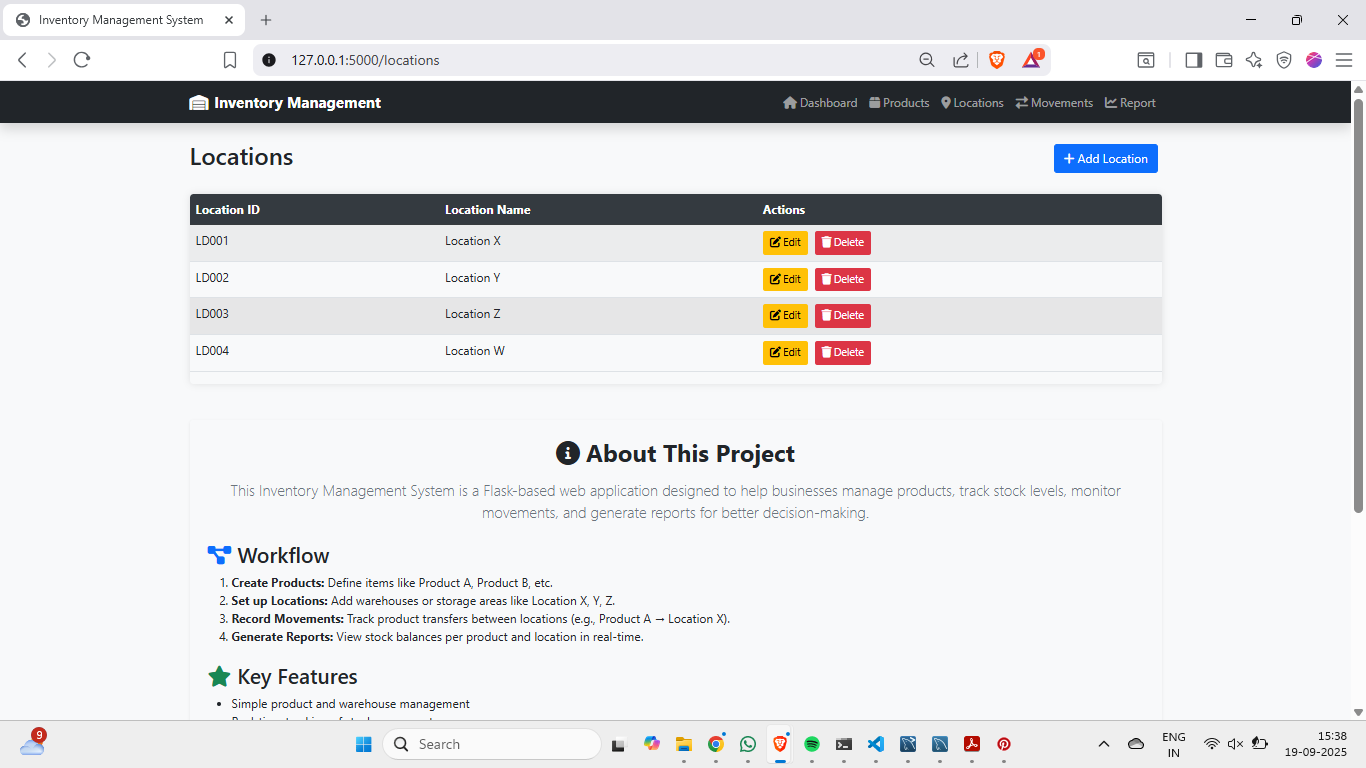 Inventory Management System
127.0.0.1:5000/locations
1
Inventory Management
Dashboard Products Locations Movements Report
Locations
+ Add Location
Location ID Location Name Actions
LD001 Location X Edit Delete
LD002 Location Y Edit Delete
LD003 Location Z Edit Delete
LD004 Location W Edit Delete
About This Project
This Inventory Management System is a Flask-based web application designed to help businesses manage products, track stock levels, monitor
movements, and generate reports for better decision-making.
Workflow
1. Create Products: Define items like Product A, Product B, etc.
2. Set up Locations: Add warehouses or storage areas like Location X, Y, Z.
3. Record Movements: Track product transfers between locations (e.g., Product A → Location X).
4. Generate Reports: View stock balances per product and location in real-time.
Key Features
• Simple product and warehouse management
9
Search
ENG
IN
15:38
19-09-2025